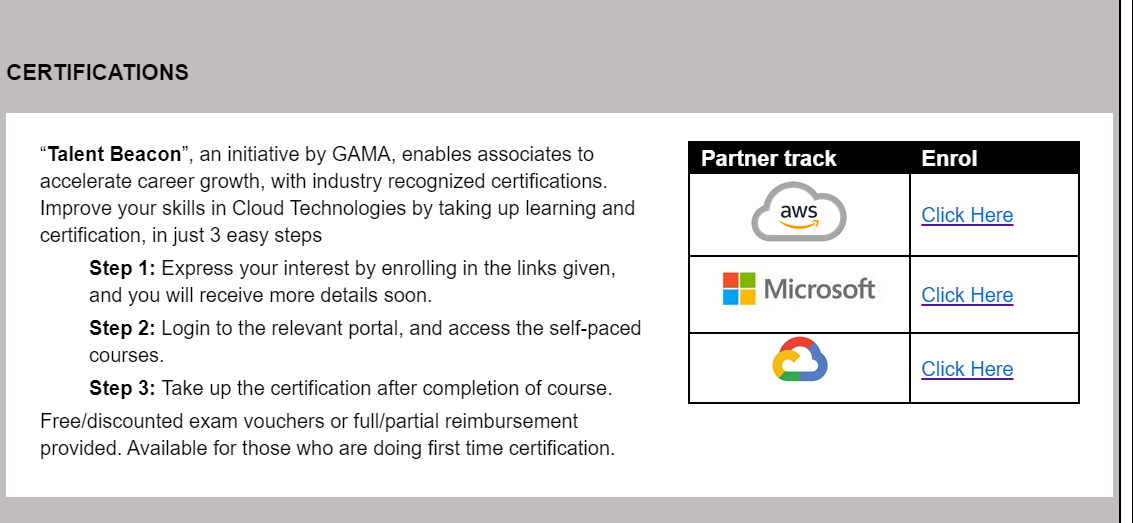 CERTIFICATIONS
“Talent Beacon”, an initiative by GAMA, enables associates to
accelerate career growth, with industry recognized certifications.
Improve your skills in Cloud Technologies by taking up learning and
certification, in just 3 easy steps
Step 1: Express your interest by enrolling in the links given,
and you will receive more details soon.
Step 2: Login to the relevant portal, and access the self-paced
courses.
Step 3: Take up the certification after completion of course.
Free/discounted exam vouchers or full/partial reimbursement
provided. Available for those who are doing first time certification.
Partner track Enrol
aws Click Here
Microsoft Click Here
Click Here